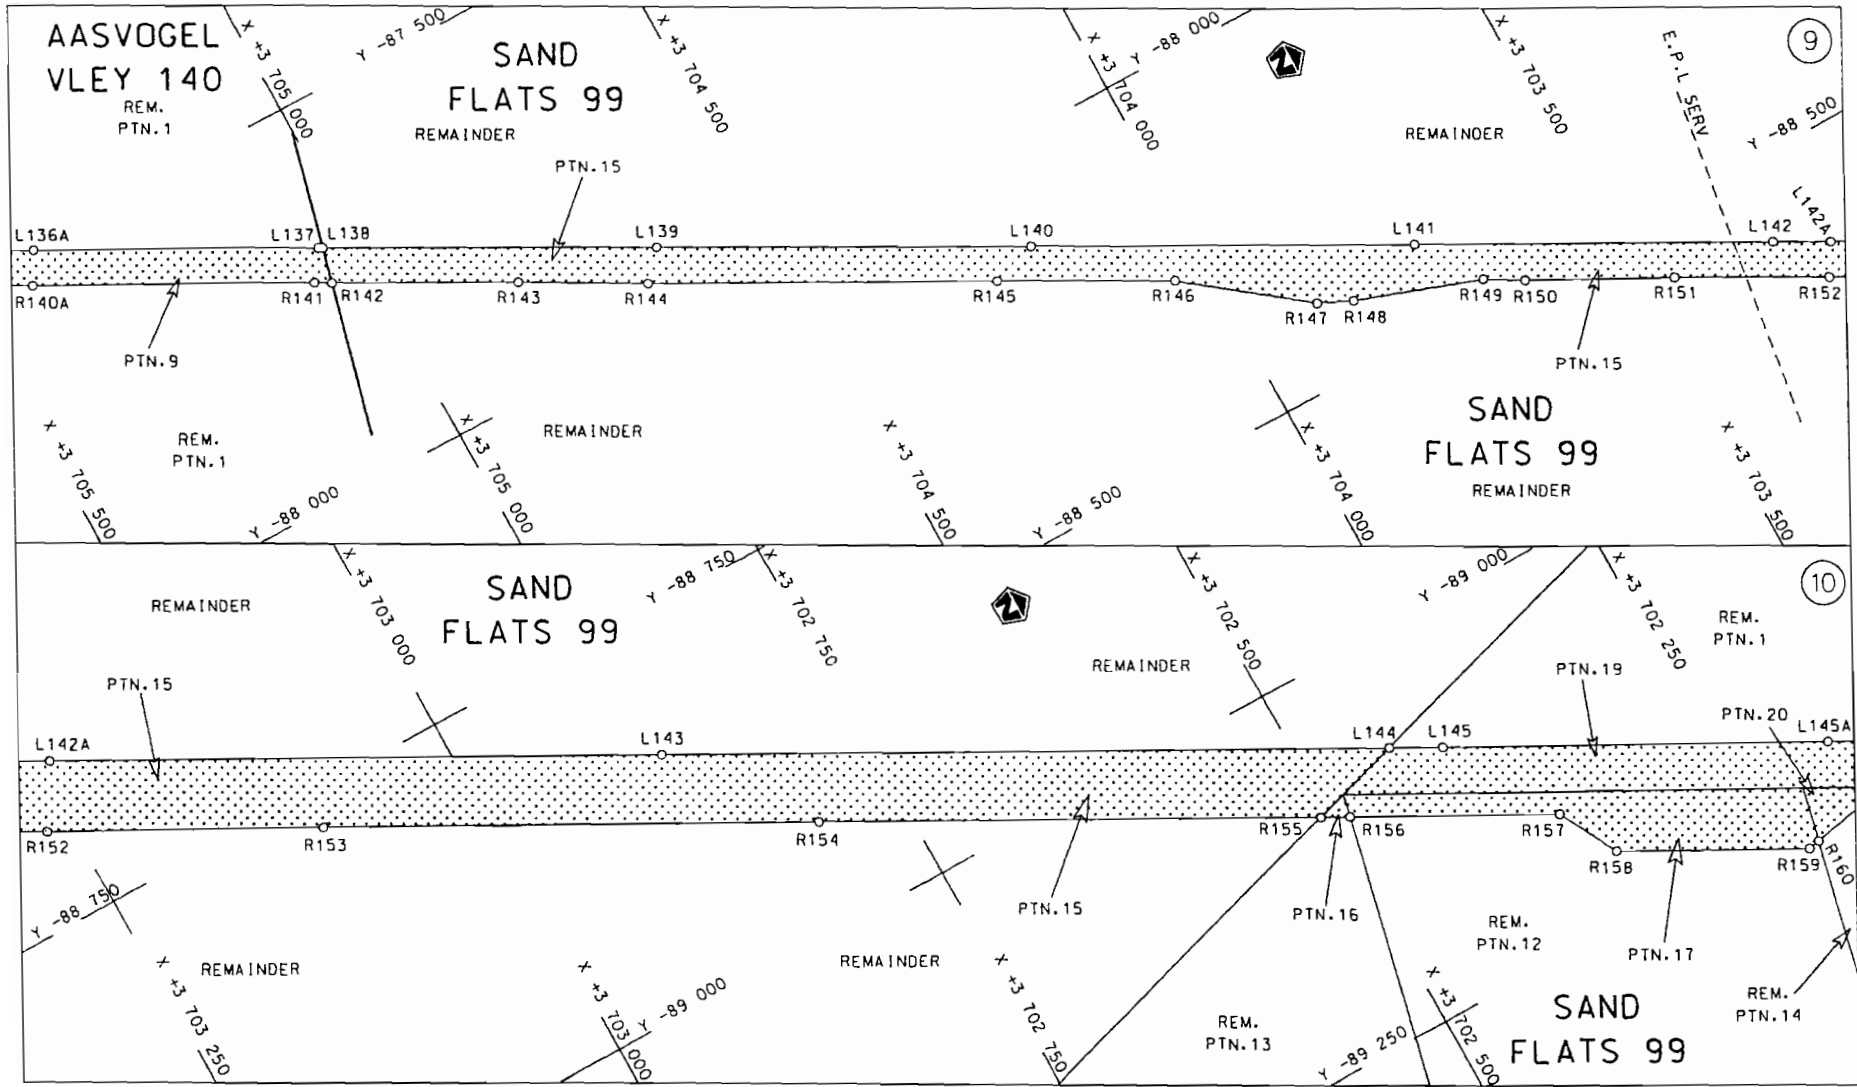 AASVOGEL
VLEY 140
REM.
PTN.1
X +3 705 000
Y -87 500
SAND
FLATS 99
REMAINDER
PTN.15
X +3 704 500
Y -88 000
X +3 704 000
N
X +3 703 500
REMAINDER
E.P.L SERV
Y -88 500
9
L136A
L137
L138
L139
L140
L141
L142
L142A
R140A
R141
R142
R143
R144
R145
R146
R147
R148
R149
R150
R151
R152
PTN.9
PTN.15
X +3 705 500
REM.
PTN.1
Y -88 000
X +3 705 000
REMAINDER
X +3 704 500
Y -88 500
X +3 704 000
SAND
FLATS 99
REMAINDER
X +3 703 500
REMAINDER
X +3 703 000
SAND
FLATS 99
Y -88 750
X +3 702 750
N
REMAINDER
X +3 702 500
Y -89 000
X +3 702 250
REM.
PTN.1
10
PTN.15
PTN.19
PTN.20
L142A
L143
L144
L145
L145A
R152
R153
R154
R155
R156
R157
R158
R159
R160
Y -88 750
PTN.15
PTN.16
REM.
PTN.12
PTN.17
X +3 703 250
REMAINDER
X +3 703 000
Y -89 000
REMAINDER
X +3 702 750
REM.
PTN.13
Y -89 250
X +3 702 500
SAND
FLATS 99
REM.
PTN.14